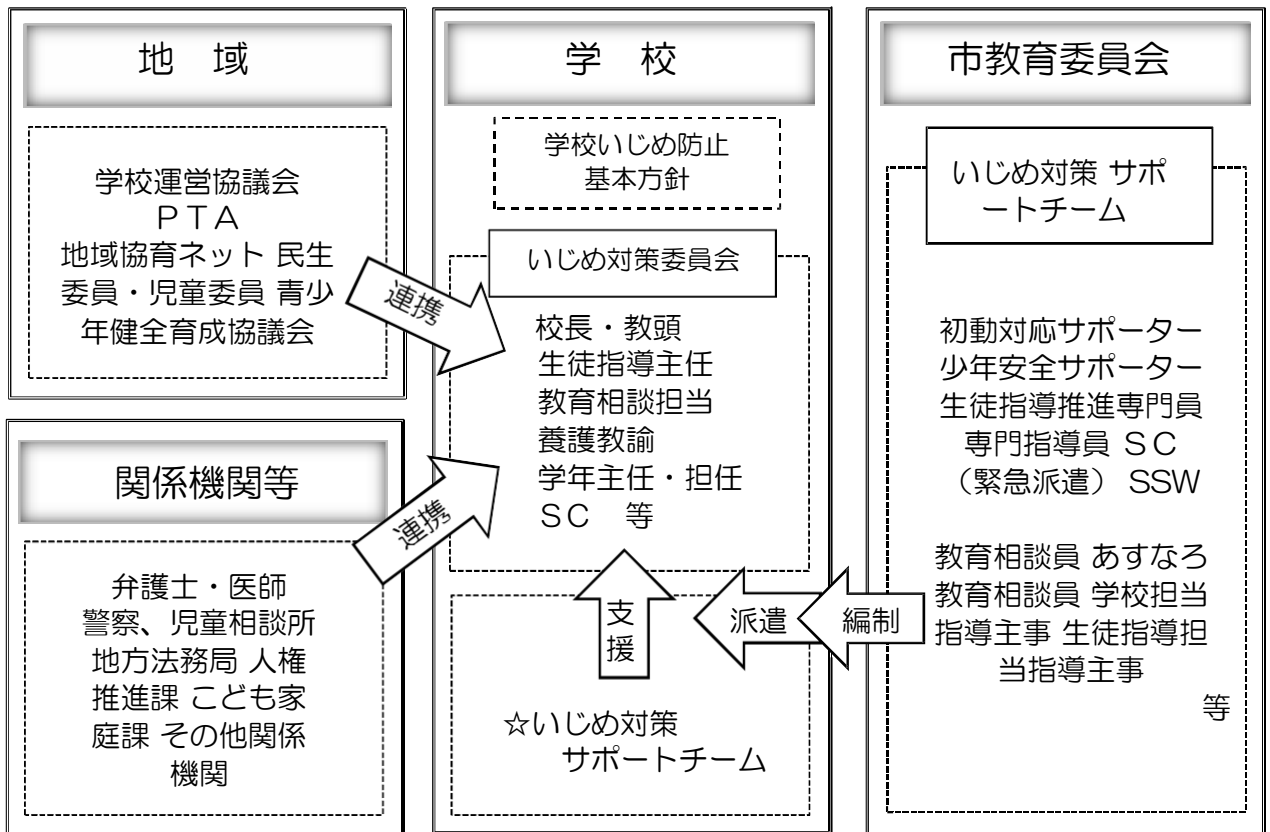 地　域
学校運営協議会
ＰＴＡ
地域協育ネット 民生
委員・児童委員 青少
年健全育成協議会
連携
関係機関等
弁護士・医師
警察、児童相談所
地方法務局 人権
推進課 こども家
庭課 その他関係
機関
連携
学　校
学校いじめ防止
基本方針
いじめ対策委員会
校長・教頭
生徒指導主任
教育相談担当
養護教諭
学年主任・担任
ＳＣ　等
支
援
☆いじめ対策
サポートチーム
派遣
編制
市教育委員会
いじめ対策 サポ
ートチーム
初動対応サポーター
少年安全サポーター
生徒指導推進専門員
専門指導員 ＳＣ
（緊急派遣） SSW
教育相談員 あすなろ
教育相談員 学校担当
指導主事 生徒指導担
当指導主事
等